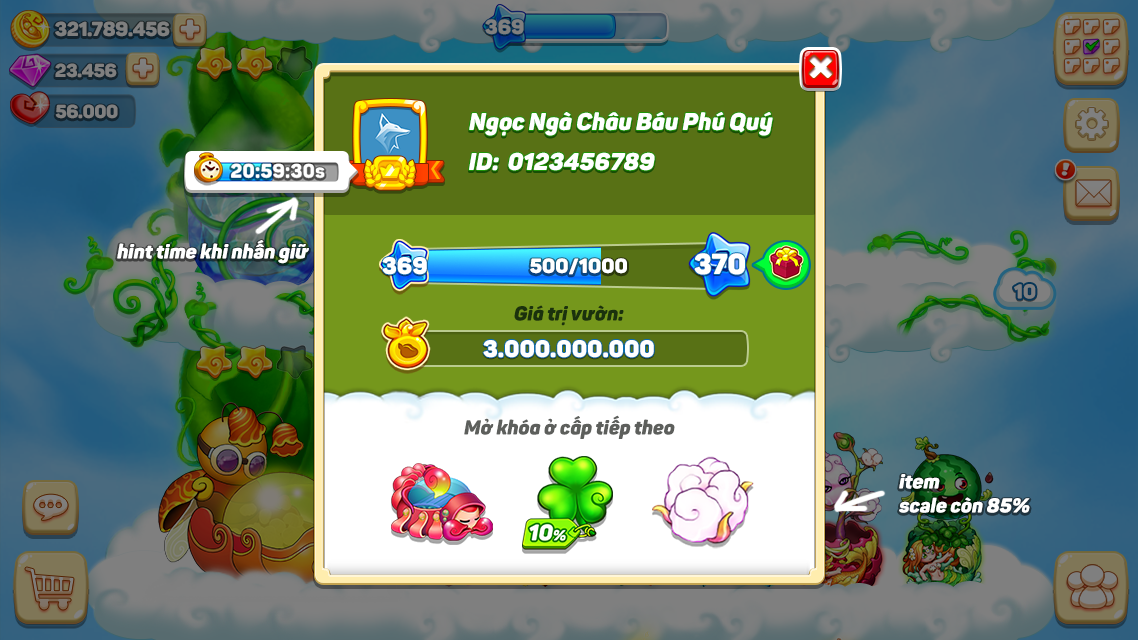 321.789.456
369
23.456
56.000
Ngọc Ngà Châu Báu Phú Quý
ID: 0123456789
20:59:30s
hint time khi nhấn giữ
369
500/1000
370
10
Giá trị vườn:
3.000.000.000
Mở khóa ở cấp tiếp theo
item
scale còn 85%
10%